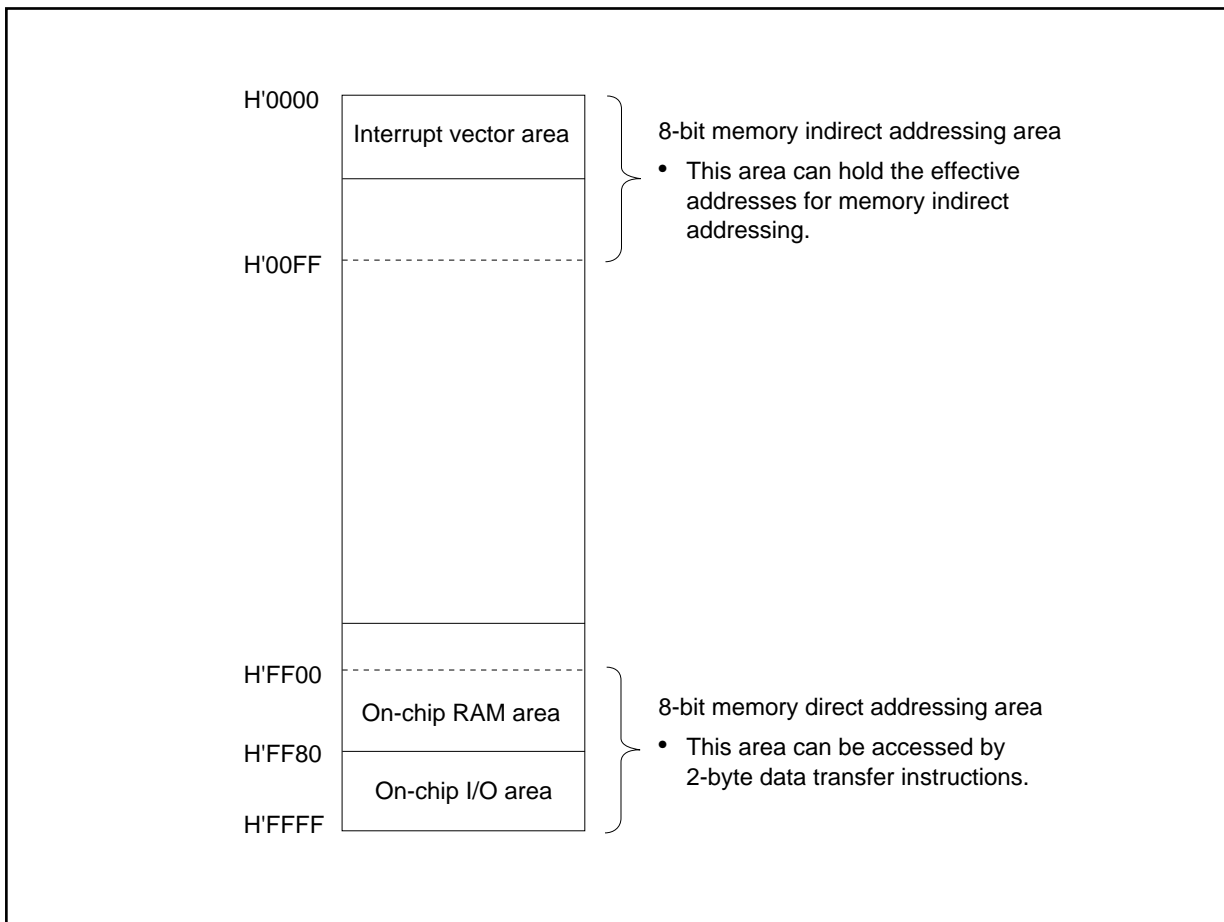 H'0000
Interrupt vector area
8-bit memory indirect addressing area
• This area can hold the effective
addresses for memory indirect
addressing.
H'00FF
H'FF00
On-chip RAM area
8-bit memory direct addressing area
H'FF80
• This area can be accessed by
2-byte data transfer instructions.
On-chip I/O area
H'FFFF